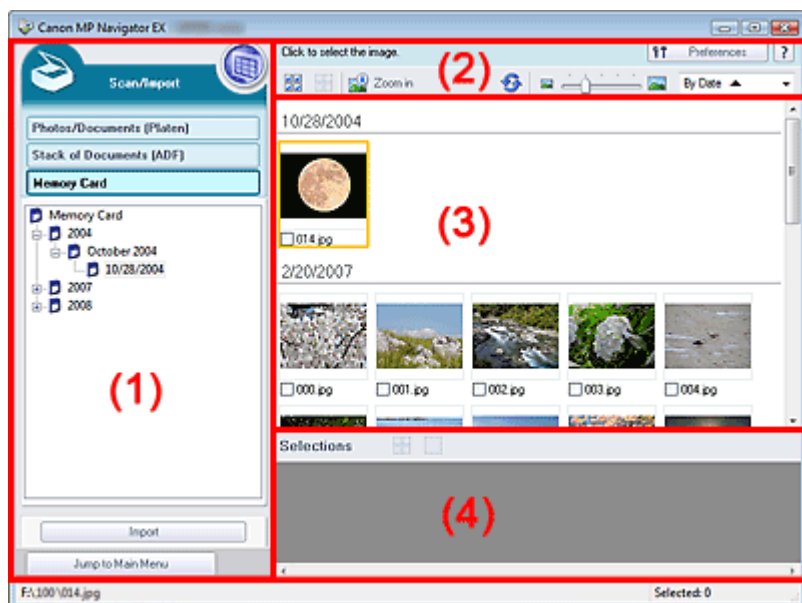 Canon MP Navigator EX
Click to select the image.
Preferences
?
Scan/Import
(2)
Zoom in
By Date
Photos/Documents (Platen)
Stack of Documents (ADF)
Memory Card
Memory Card
2004
October 2004
10/28/2004
2007
2008
(1)
Import
Jump to Main Menu
10/28/2004
014.jpg
(3)
2/20/2007
000.jpg
001.jpg
002.jpg
003.jpg
004.jpg
Selections
(4)
F:\100\014.jpg
Selected: 0